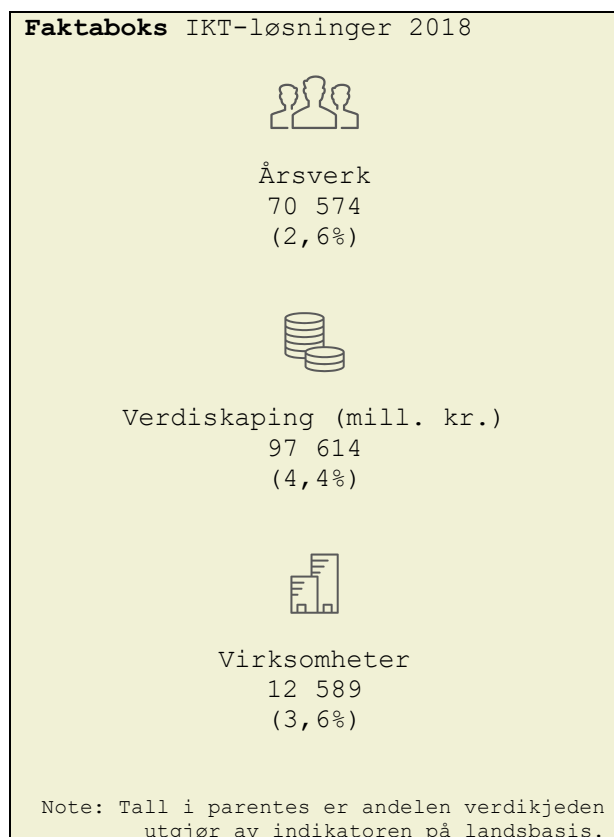 Faktaboks IKT-løsninger 2018
Årsverk
70 574
(2,6%)
Verdiskaping (mill. kr.)
97 614
(4,4%)
Virksomheter
12 589
(3,6%)
Note: Tall i parentes er andelen verdikjeden
utgjør av indikatoren på landsbasis.